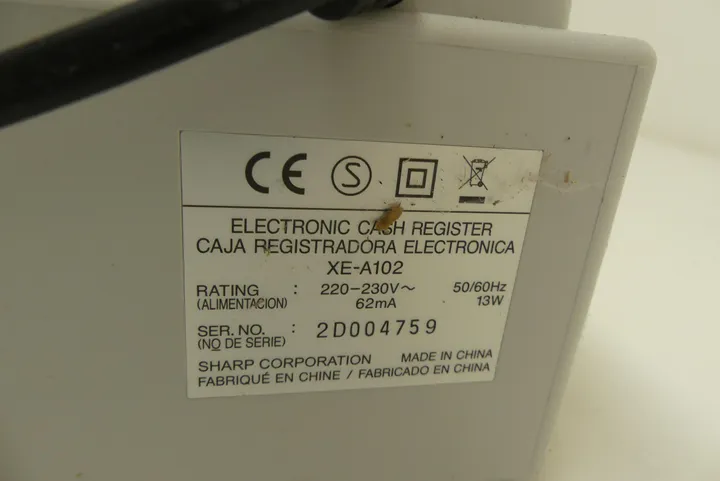 CE S
ELECTRONIC CASH REGISTER
CAJA REGISTRADORA ELECTRONICA
XE-A102
RATING : 220-230V~ 50/60Hz
(ALIMENTACION) 62mA 13W
SER. NO. : 2D004759
(NO DE SERIE)
SHARP CORPORATION MADE IN CHINA
FABRIQUÉ EN CHINE / FABRICADO EN CHINA